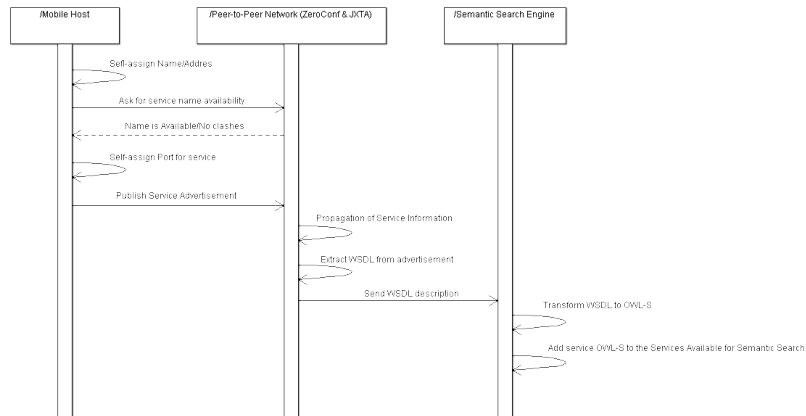 /Mobile Host
/Peer-to-Peer Network (ZeroConf & JXTA)
/Semantic Search Engine
Sefl-assign Name/Addres
Ask for service name availability
Name is Available/No clashes
Self-assign Port for service
Publish Service Advertisement
Propagation of Service Information
Extract WSDL from advertisement
Send WSDL description
Transform WSDL to OWL-S
Add service OWL-S to the Services Available for Semantic Search